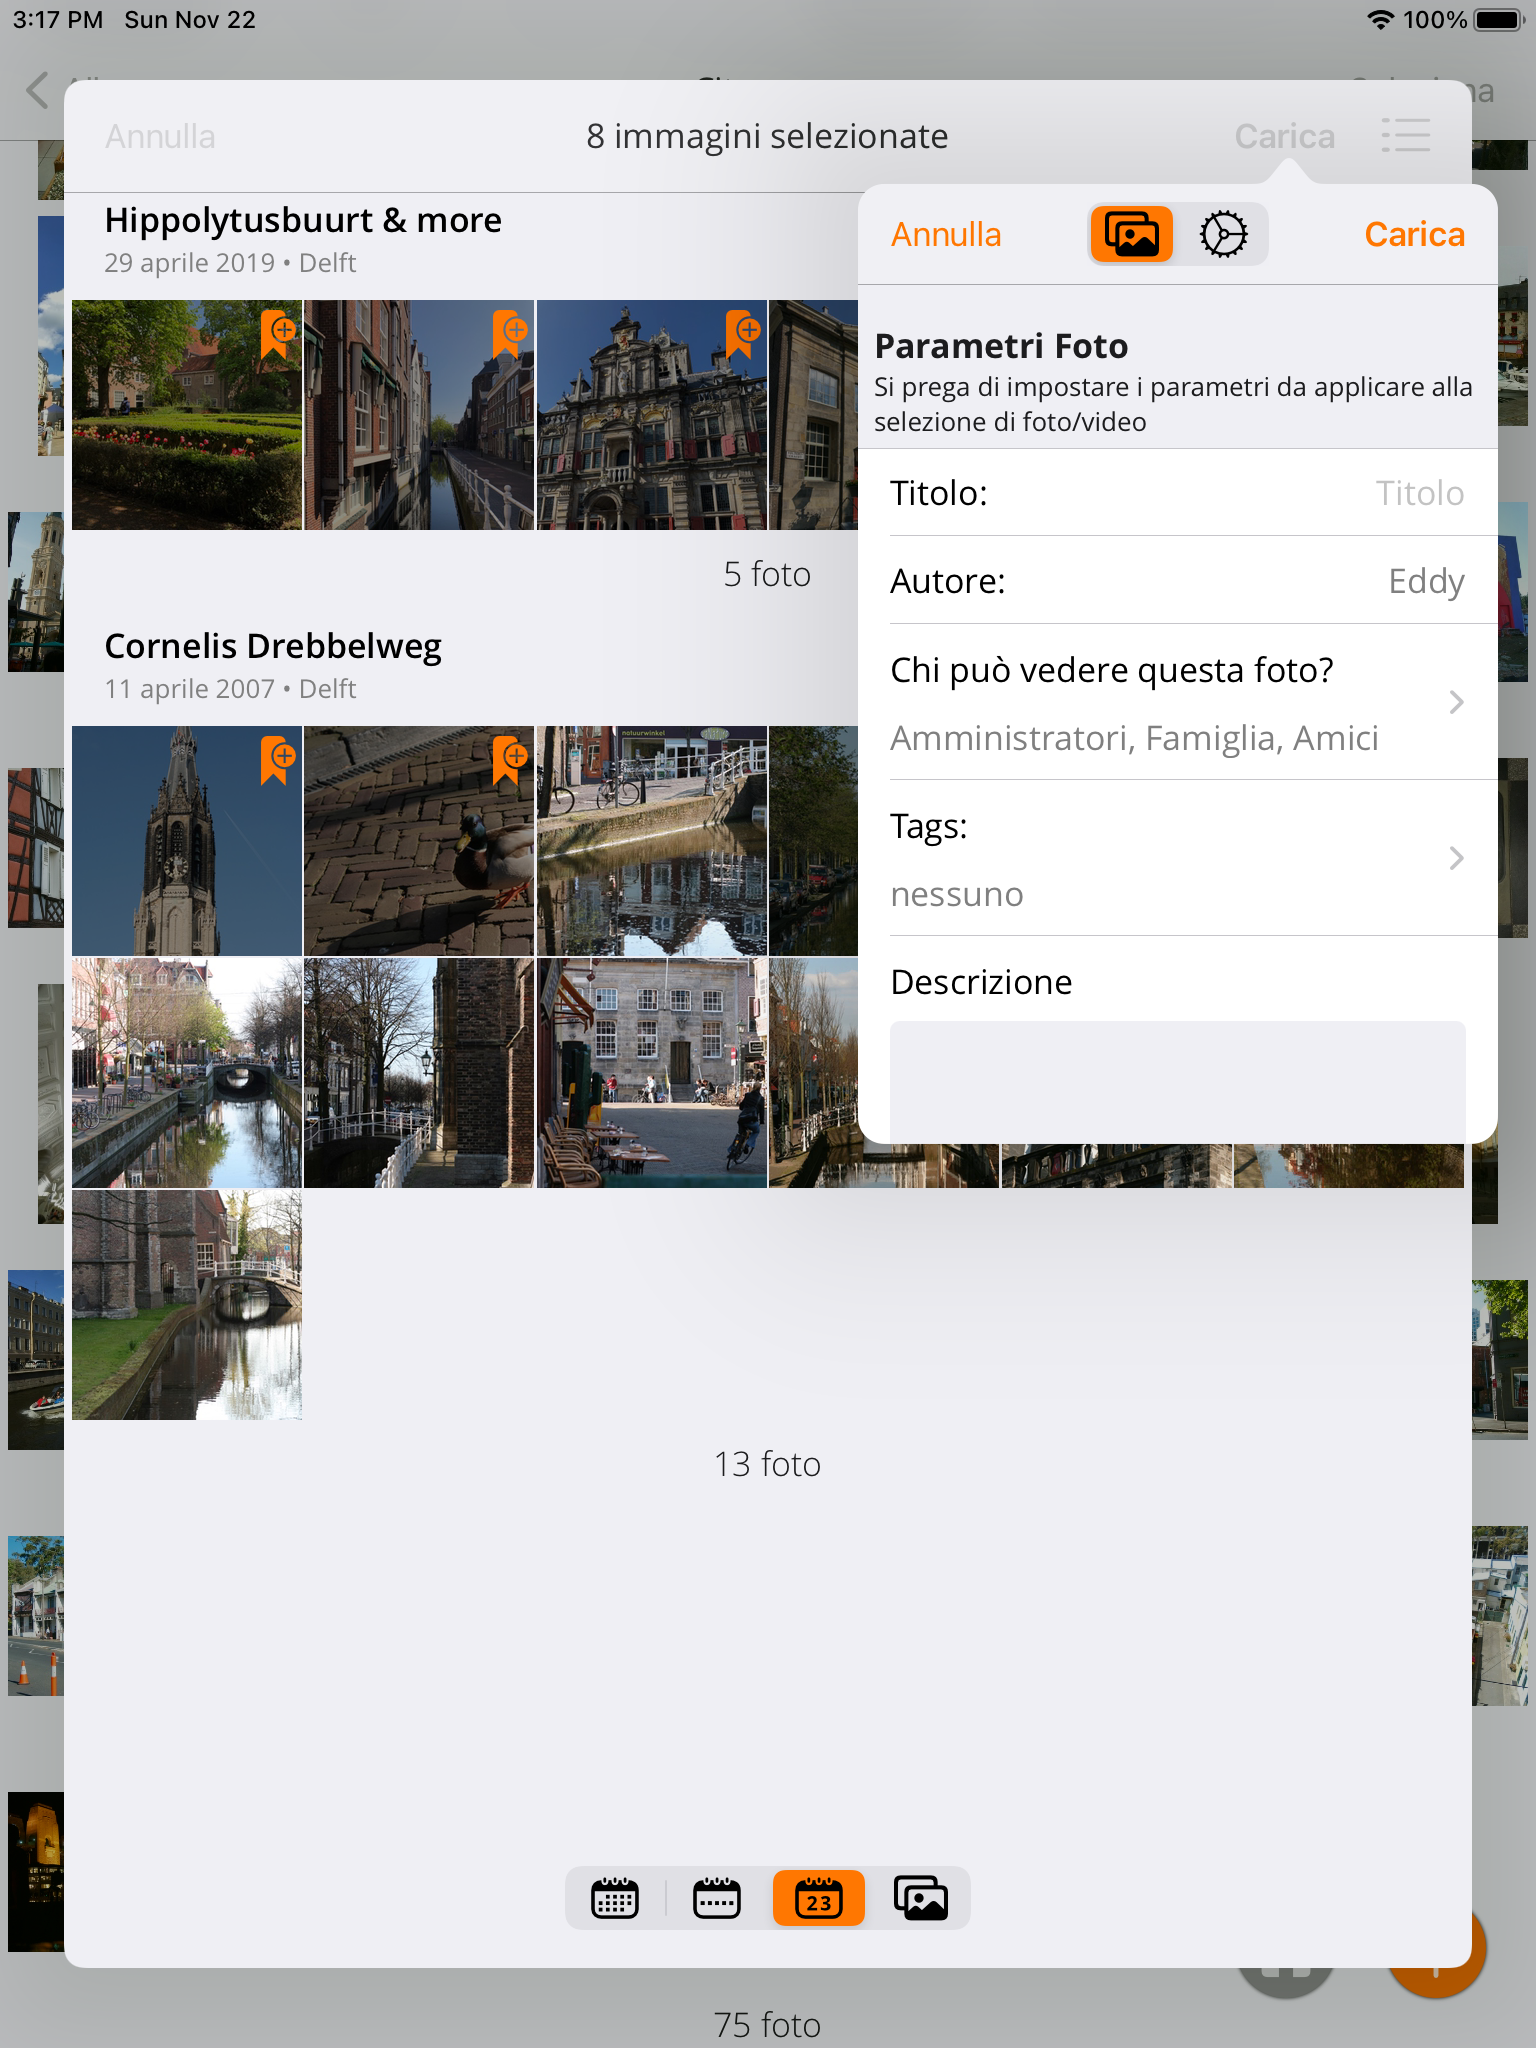 3:17 PM Sun Nov 22 100%
Annulla 8 immagini selezionate Carica
Hippolytusbuurt & more
29 aprile 2019 • Delft
Annulla Carica
Parametri Foto
Si prega di impostare i parametri da applicare alla
selezione di foto/video
Titolo: Titolo
Autore: Eddy
Chi può vedere questa foto?
Amministratori, Famiglia, Amici
Tags:
nessuno
Descrizione
5 foto
Cornelis Drebbelweg
11 aprile 2007 • Delft
natuurwinkel
13 foto
23
75 foto